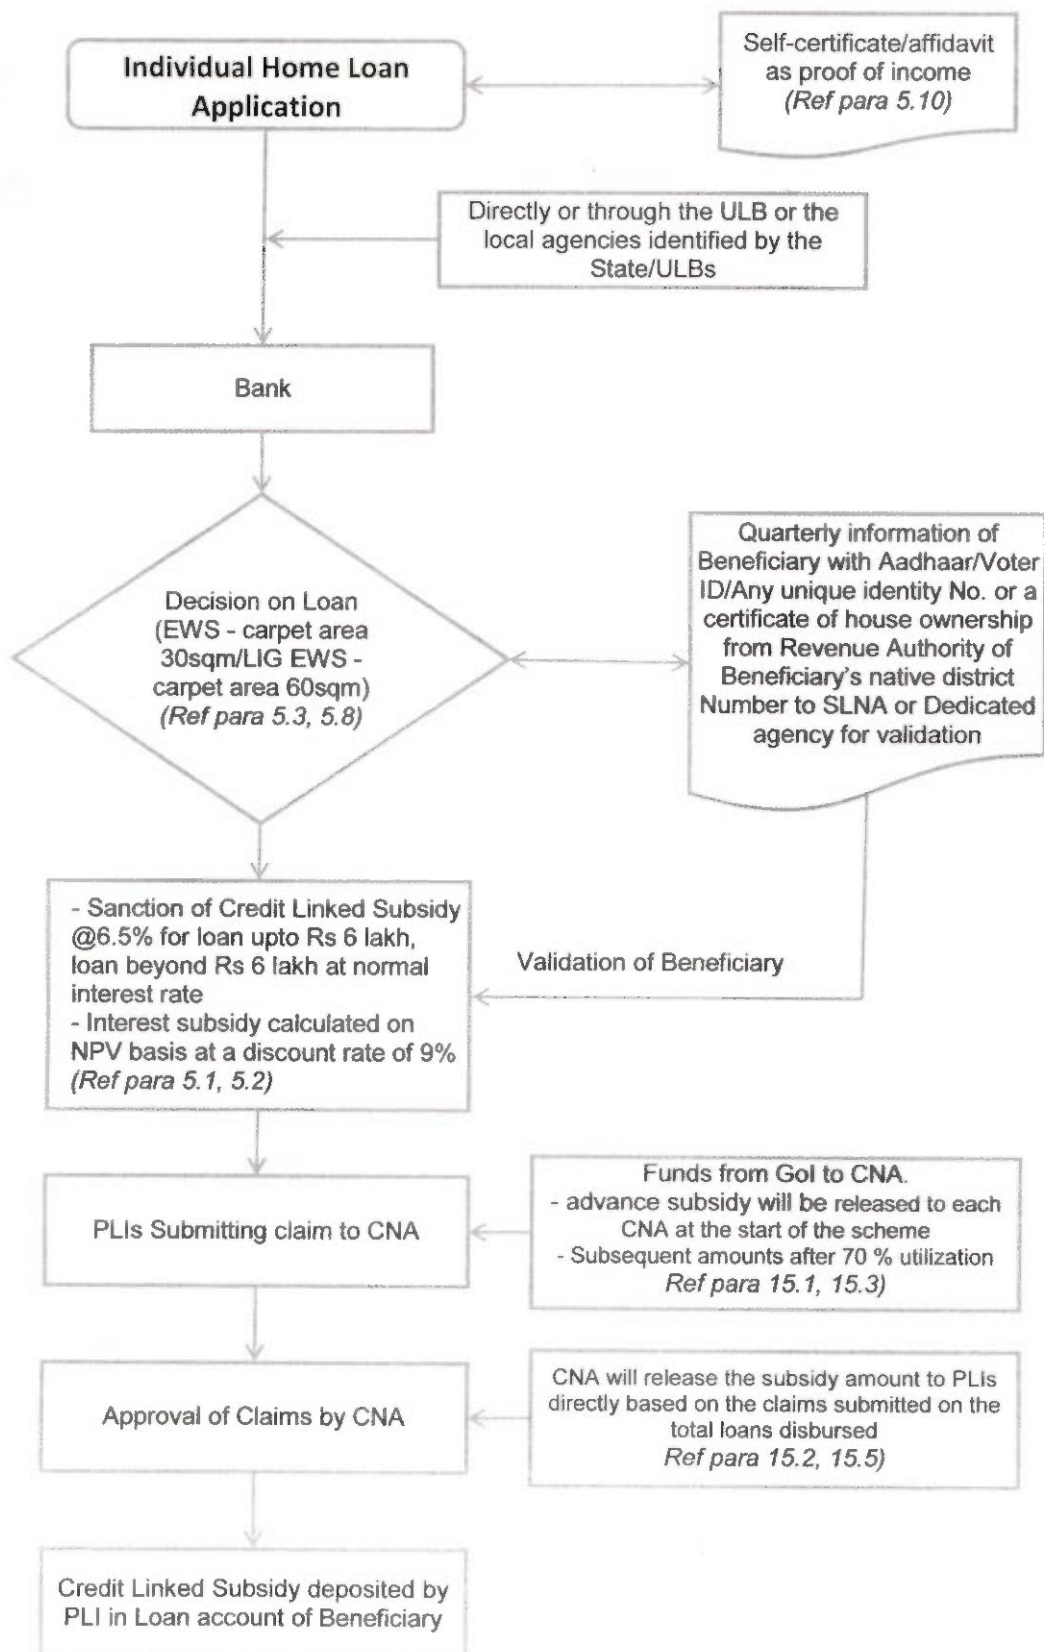 Individual Home Loan
Application
Self-certificate/affidavit
as proof of income
(Ref para 5.10)
Directly or through the ULB or the
local agencies identified by the
State/ULBs
Bank
Decision on Loan
(EWS - carpet area
30sqm/LIG EWS -
carpet area 60sqm)
(Ref para 5.3, 5.8)
Quarterly information of
Beneficiary with Aadhaar/Voter
ID/Any unique identity No. or a
certificate of house ownership
from Revenue Authority of
Beneficiary's native district
Number to SLNA or Dedicated
agency for validation
- Sanction of Credit Linked Subsidy
@6.5% for loan upto Rs 6 lakh,
loan beyond Rs 6 lakh at normal
interest rate
- Interest subsidy calculated on
NPV basis at a discount rate of 9%
(Ref para 5.1, 5.2)
Validation of Beneficiary
PLIs Submitting claim to CNA
Funds from GoI to CNA.
- advance subsidy will be released to each
CNA at the start of the scheme
- Subsequent amounts after 70 % utilization
Ref para 15.1, 15.3)
Approval of Claims by CNA
CNA will release the subsidy amount to PLIs
directly based on the claims submitted on the
total loans disbursed
Ref para 15.2, 15.5)
Credit Linked Subsidy deposited by
PLI in Loan account of Beneficiary